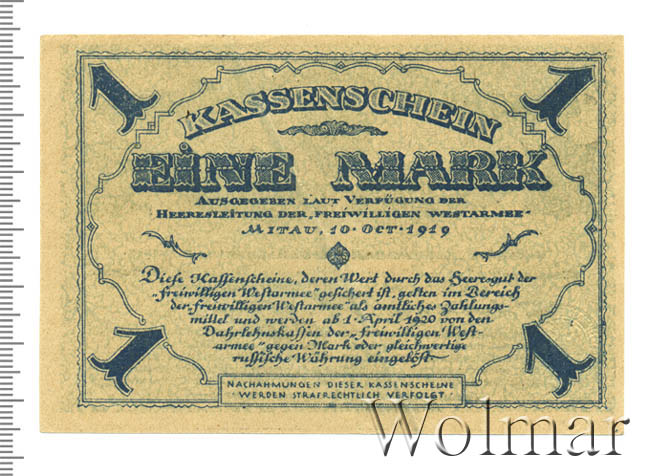 1 1
KASSENSCHEIN
EINE MARK
AUSGEGEBEN LAUT VERFÜGUNG DER
HEERESLEITUNG DER „FREIWILLIGEN WESTARMEE“
MITAU, 10·OCT·1919
Diese Kassenscheine, deren Wert durch das Heeresgut der
„freiwilligen Westarmee“ gesichert ist, gelten im Bereich
der „freiwilligen Westarmee“ als amtliches Zahlungs-
mittel und werden ab 1·April 1920 von den
Darlehnskassen der „freiwilligen West-
armee“ gegen Mark oder gleichwertige
russische Währung eingelöst·
1 1
NACHAHMUNGEN DIESER KASSENSCHEINE
WERDEN STRAFRECHTLICH VERFOLGT·
Wolmar